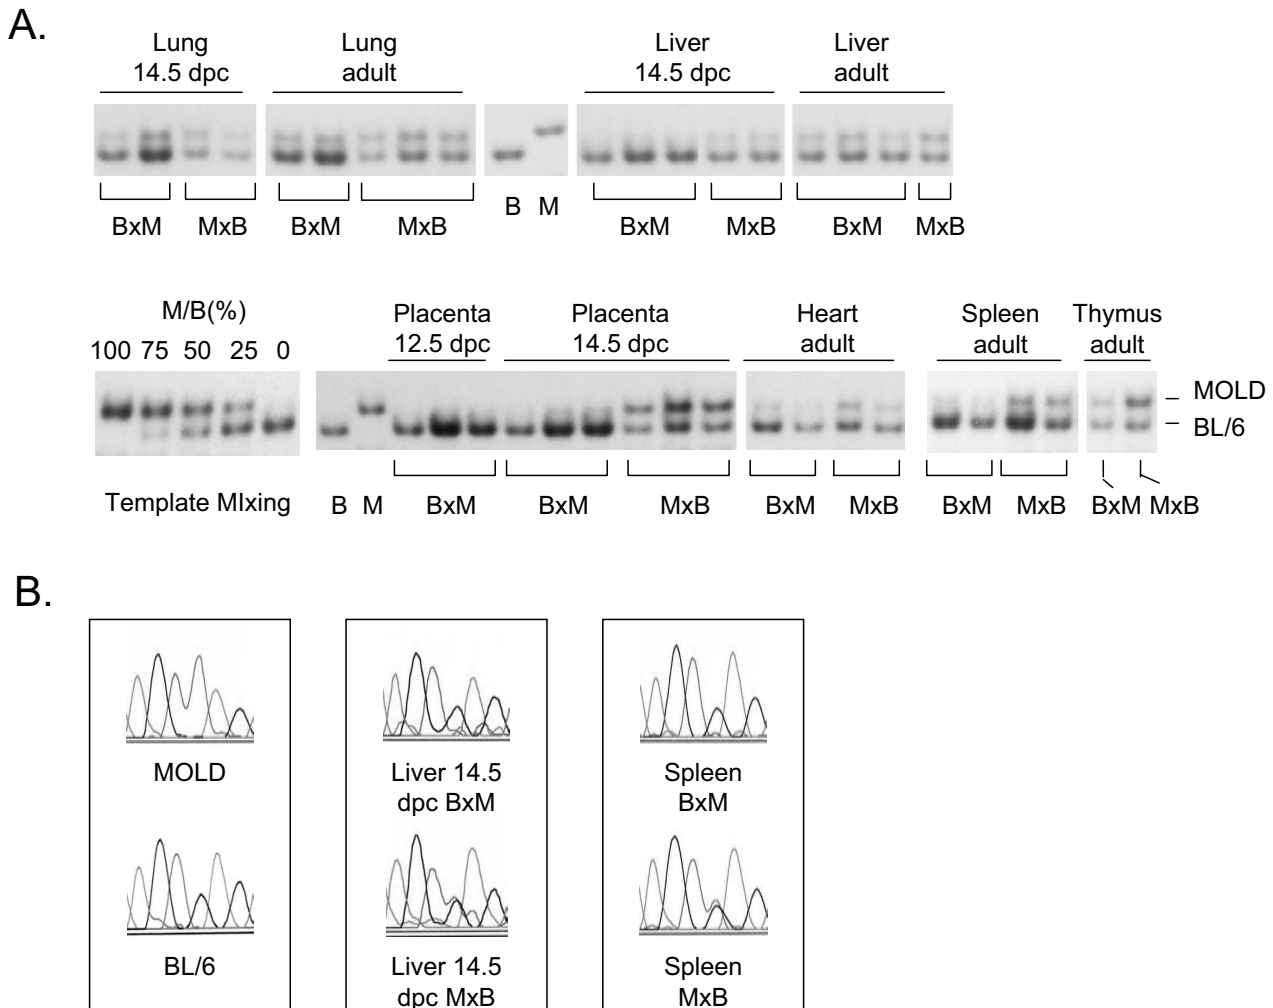 A.
Lung Lung Liver Liver
14.5 dpc adult 14.5 dpc adult
B M
BxM MxB BxM MxB BxM MxB BxM MxB
M/B(%) Placenta Placenta Heart Spleen Thymus
100 75 50 25 0 12.5 dpc 14.5 dpc adult adult adult
MOLD
BL/6
Template MIxing B M BxM BxM MxB BxM MxB BxM MxB BxM MxB
B.
MOLD Liver 14.5 Spleen
dpc BxM BxM
BL/6 Liver 14.5 Spleen
dpc MxB MxB